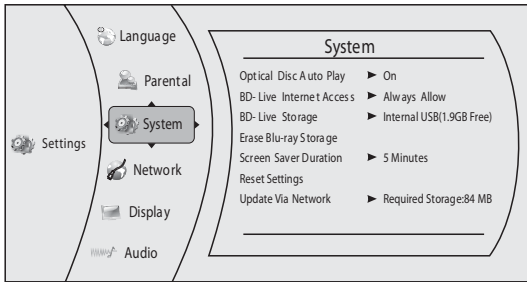 Settings
Language
Parental
System
Network
Display
Audio
System
Optical Disc Auto Play ► On
BD-Live Internet Access ► Always Allow
BD-Live Storage ► Internal USB(1.9GB Free)
Erase Blu-ray Storage
Screen Saver Duration ► 5 Minutes
Reset Settings
Update Via Network ► Required Storage:84 MB